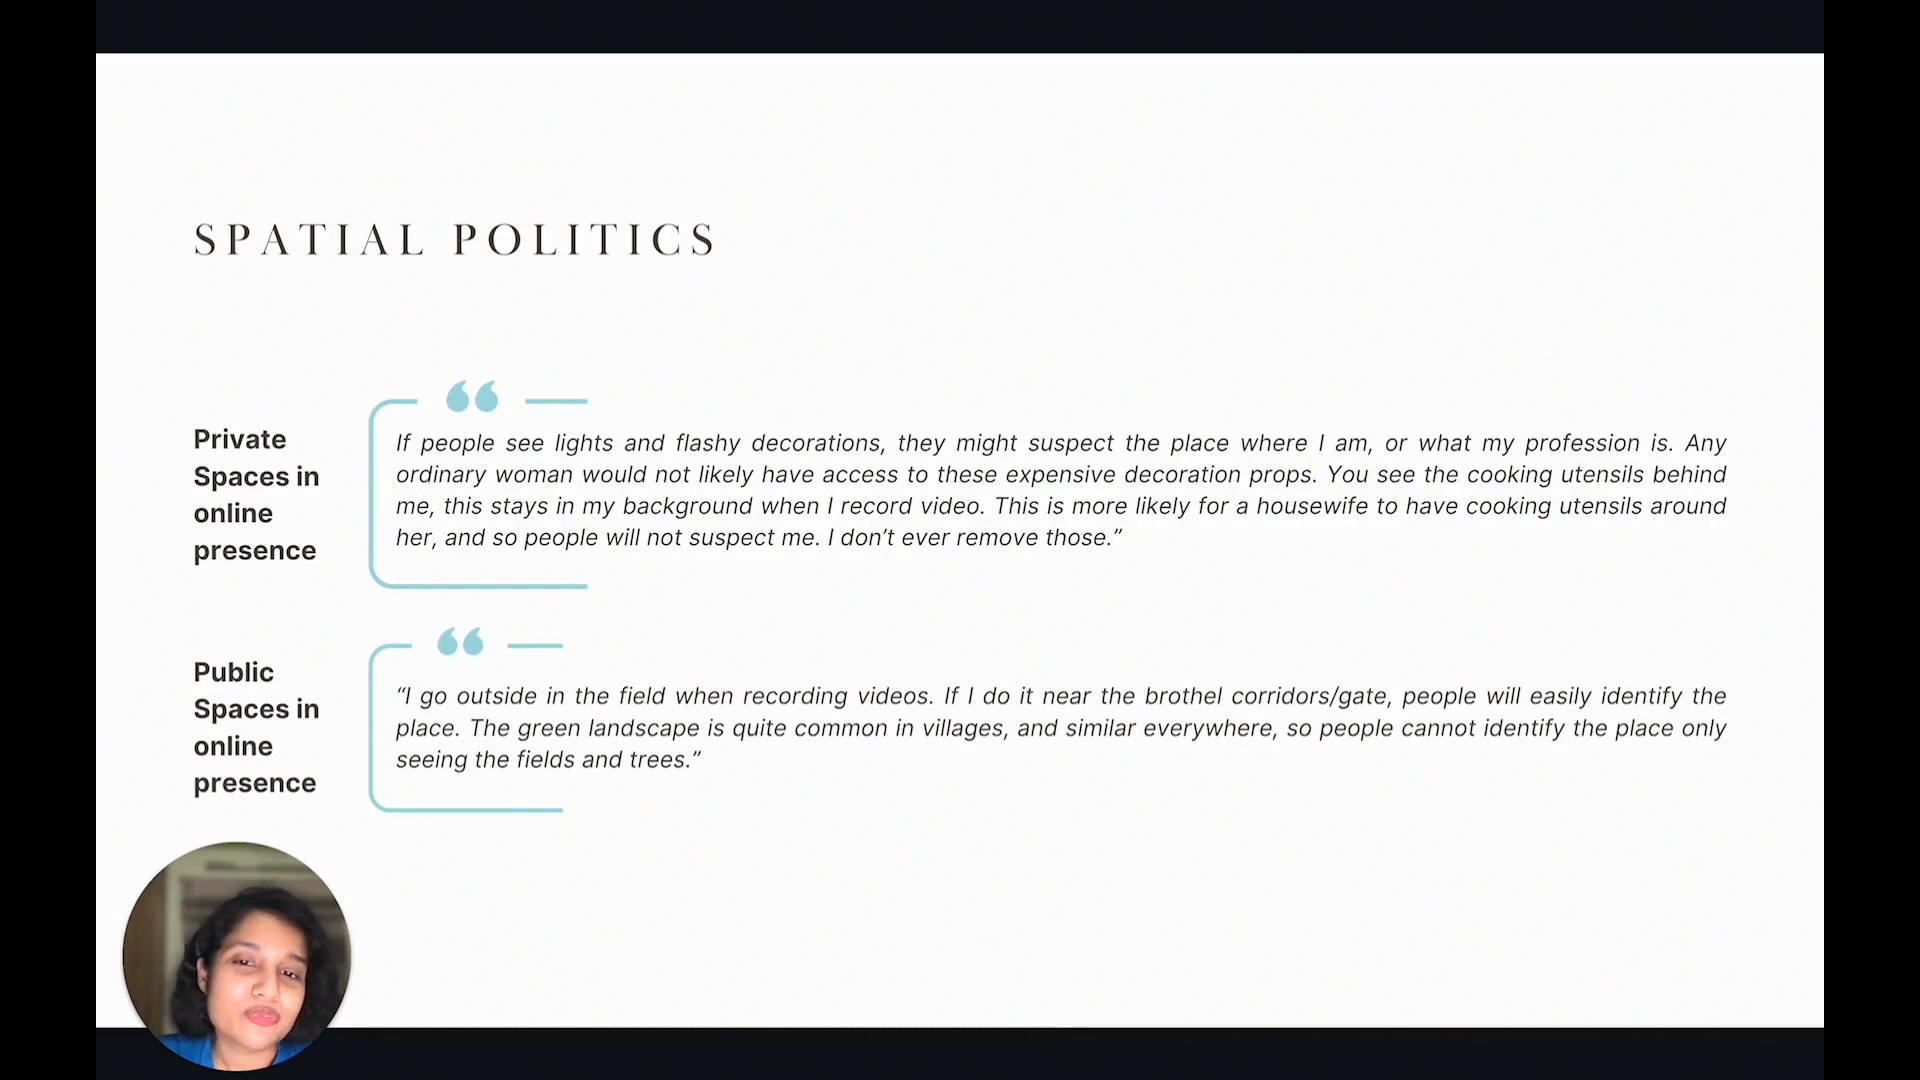 SPATIAL POLITICS
Private
Spaces in
online
presence
If people see lights and flashy decorations, they might suspect the place where I am, or what my profession is. Any
ordinary woman would not likely have access to these expensive decoration props. You see the cooking utensils behind
me, this stays in my background when I record video. This is more likely for a housewife to have cooking utensils around
her, and so people will not suspect me. I don’t ever remove those.”
Public
Spaces in
online
presence
“I go outside in the field when recording videos. If I do it near the brothel corridors/gate, people will easily identify the
place. The green landscape is quite common in villages, and similar everywhere, so people cannot identify the place only
seeing the fields and trees.”